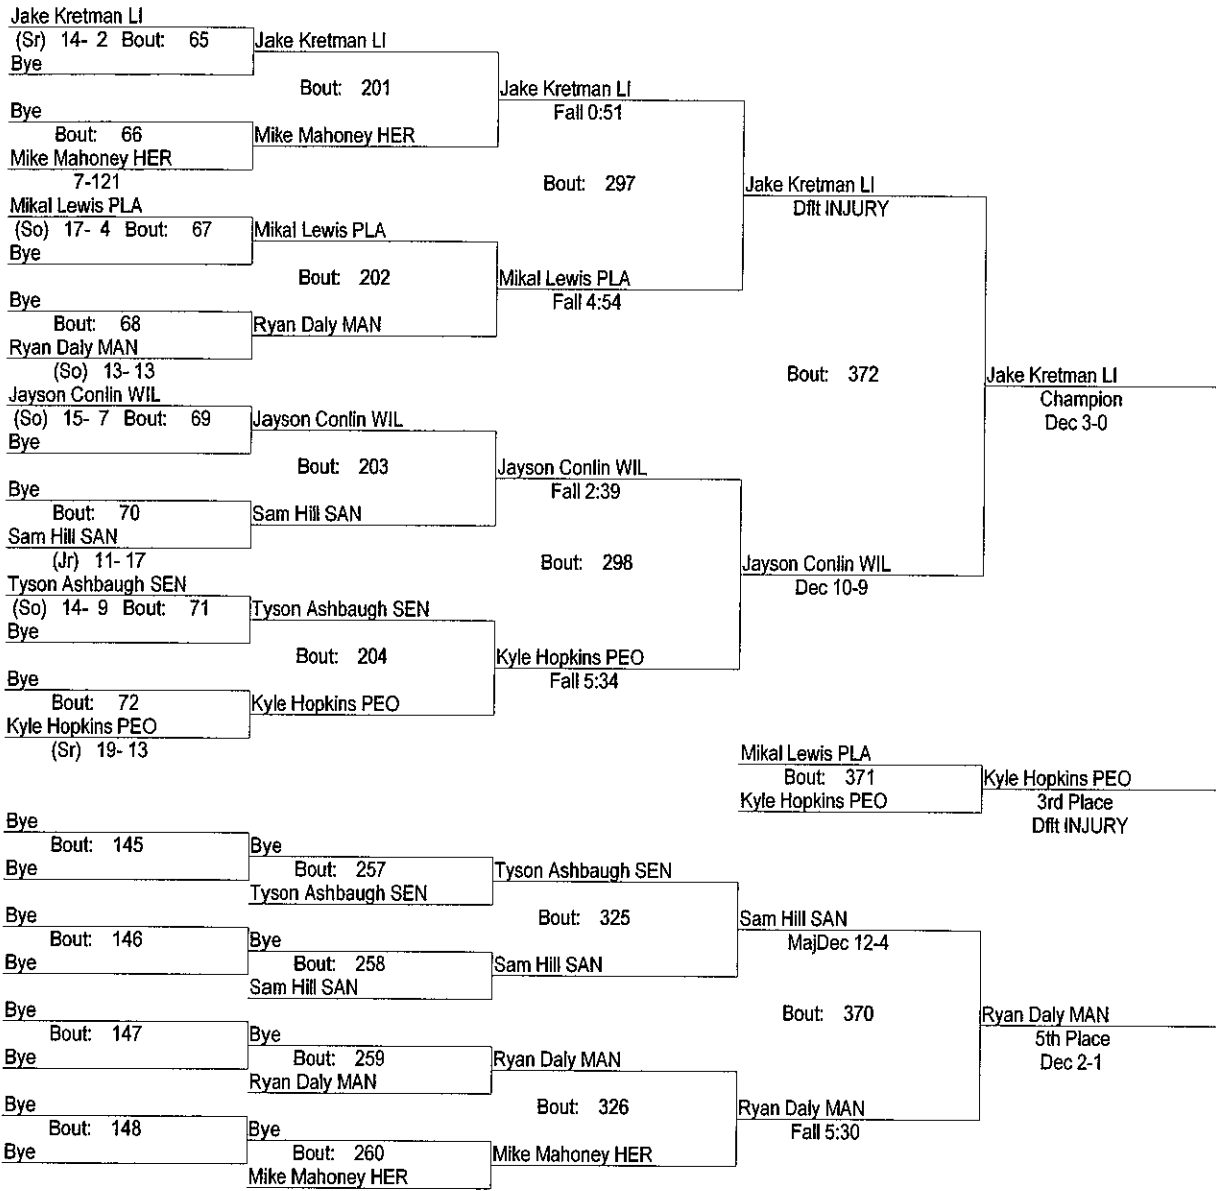 Jake Kretman LI
(Sr) 14- 2 Bout: 65
Bye
Jake Kretman LI
Bout: 201
Bye
Bout: 66
Mike Mahoney HER
7-121
Mike Mahoney HER
Jake Kretman LI
Fall 0:51
Bout: 297
Mikal Lewis PLA
(So) 17- 4 Bout: 67
Bye
Mikal Lewis PLA
Bout: 202
Bye
Bout: 68
Ryan Daly MAN
(So) 13- 13
Ryan Daly MAN
Mikal Lewis PLA
Fall 4:54
Jake Kretman LI
Dflt INJURY
Bout: 372
Jayson Conlin WIL
(So) 15- 7 Bout: 69
Bye
Jayson Conlin WIL
Bout: 203
Bye
Bout: 70
Sam Hill SAN
(Jr) 11- 17
Sam Hill SAN
Jayson Conlin WIL
Fall 2:39
Bout: 298
Tyson Ashbaugh SEN
(So) 14- 9 Bout: 71
Bye
Tyson Ashbaugh SEN
Bout: 204
Bye
Bout: 72
Kyle Hopkins PEO
(Sr) 19- 13
Kyle Hopkins PEO
Kyle Hopkins PEO
Fall 5:34
Jayson Conlin WIL
Dec 10-9
Jake Kretman LI
Champion
Dec 3-0
Mikal Lewis PLA
Bout: 371
Kyle Hopkins PEO
Kyle Hopkins PEO
3rd Place
Dflt INJURY
Bye
Bout: 145
Bye
Bye
Bout: 257
Tyson Ashbaugh SEN
Tyson Ashbaugh SEN
Bout: 325
Bye
Bout: 146
Bye
Bye
Bout: 258
Sam Hill SAN
Sam Hill SAN
Sam Hill SAN
MajDec 12-4
Bout: 370
Bye
Bout: 147
Bye
Bye
Bout: 259
Ryan Daly MAN
Ryan Daly MAN
Bout: 326
Bye
Bout: 148
Bye
Bye
Bout: 260
Mike Mahoney HER
Mike Mahoney HER
Ryan Daly MAN
Fall 5:30
Ryan Daly MAN
5th Place
Dec 2-1